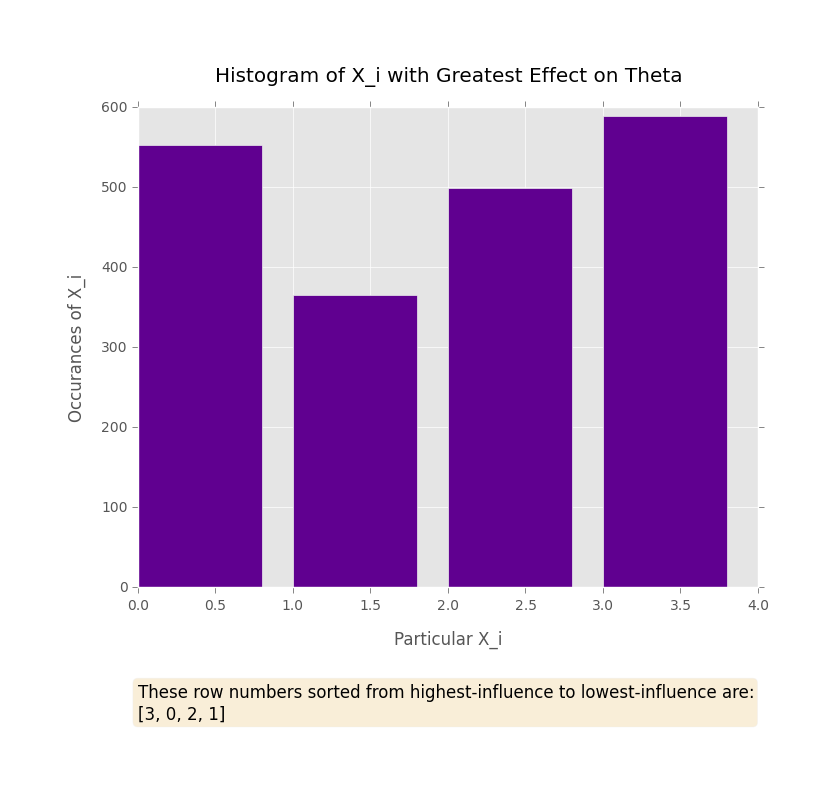 Histogram of X_i with Greatest Effect on Theta
600
500
400
300
200
100
0
Occurances of X_i
0.0 0.5 1.0 1.5 2.0 2.5 3.0 3.5 4.0
Particular X_i
These row numbers sorted from highest-influence to lowest-influence are:
[3, 0, 2, 1]